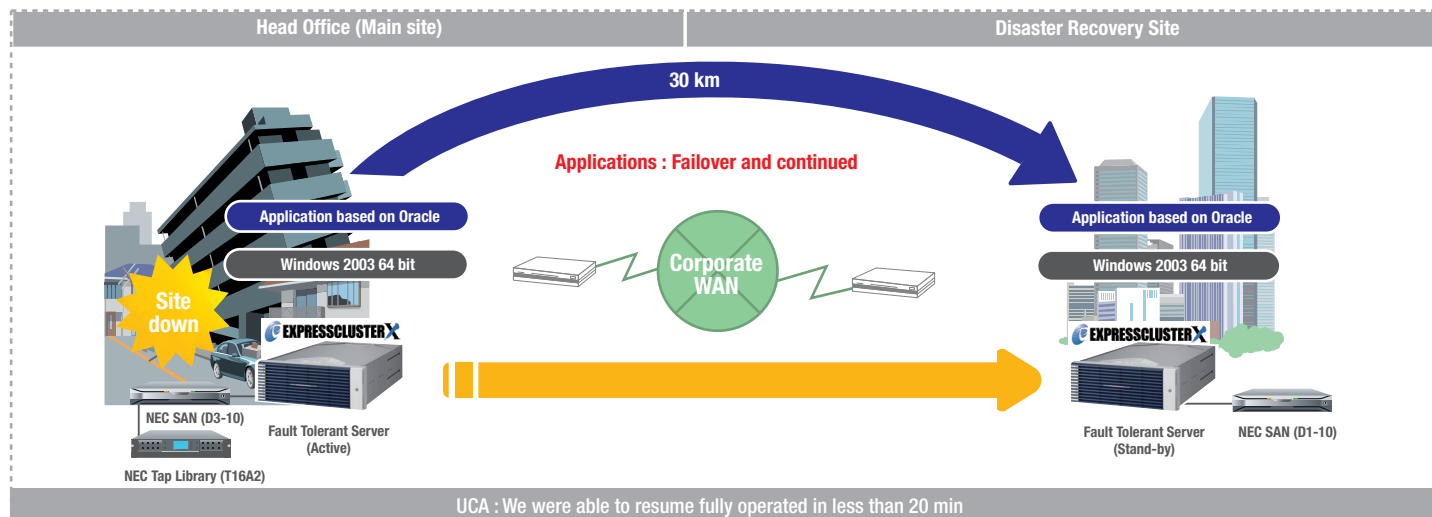 Head Office (Main site)
Disaster Recovery Site
30 km
Applications : Failover and continued
Application based on Oracle
Windows 2003 64 bit
Site
down
EXPRESSCLUSTER X
NEC SAN (D3-10)
Fault Tolerant Server
(Active)
NEC Tap Library (T16A2)
Corporate
WAN
Application based on Oracle
Windows 2003 64 bit
EXPRESSCLUSTER X
Fault Tolerant Server
(Stand-by)
NEC SAN (D1-10)
UCA : We were able to resume fully operated in less than 20 min